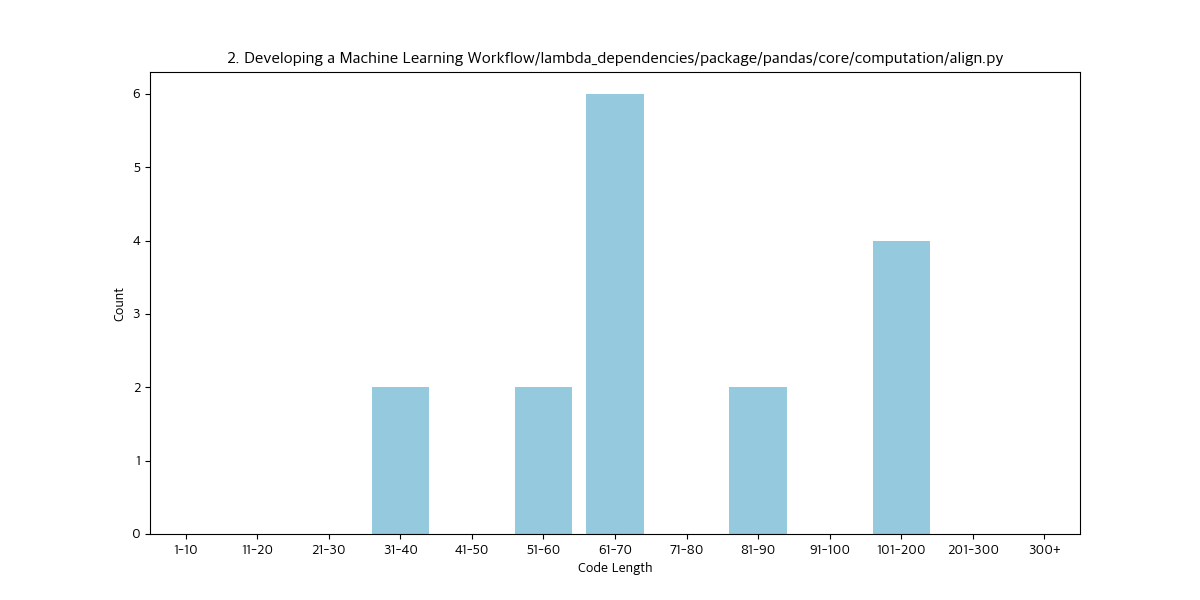 2. Developing a Machine Learning Workflow/lambda_dependencies/package/pandas/core/computation/align.py
6
5
4
3
2
1
0
Count
1-10 11-20 21-30 31-40 41-50 51-60 61-70 71-80 81-90 91-100 101-200 201-300 300+
Code Length